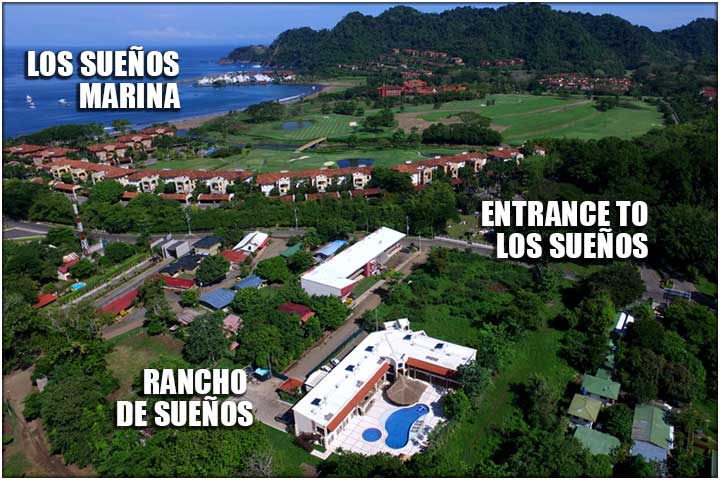 LOS SUEÑOS
MARINA
ENTRANCE TO
LOS SUEÑOS
RANCHO
DE SUEÑOS